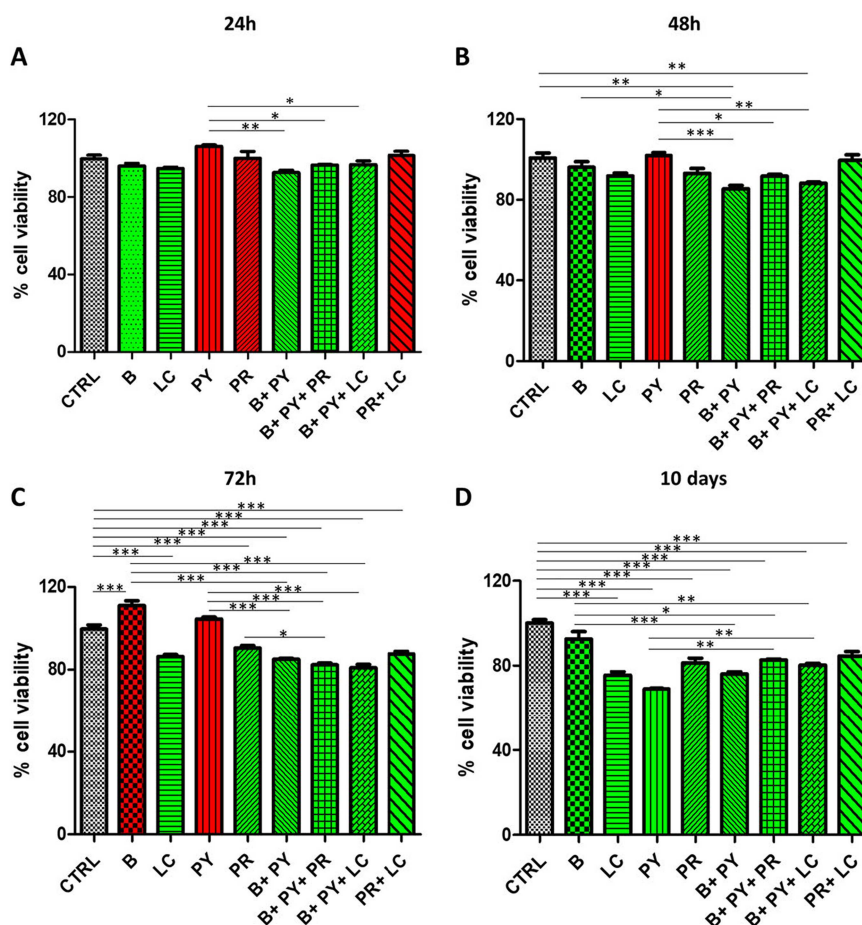 24h
A
*
*
**
% cell viability
120
80
40
0
CTRL
B
LC
PY
PR
B+ PY
B+ PY+ PR
B+ PY+ LC
PR+ LC
48h
B
**
**
*
**
*
***
% cell viability
120
80
40
0
CTRL
B
LC
PY
PR
B+ PY
B+ PY+ PR
B+ PY+ LC
PR+ LC
72h
C
***
***
***
***
***
***
***
***
***
***
***
***
***
*
% cell viability
120
80
40
0
CTRL
B
LC
PY
PR
B+ PY
B+ PY+ PR
B+ PY+ LC
PR+ LC
10 days
D
***
***
***
***
***
***
***
**
*
***
**
**
% cell viability
120
80
40
0
CTRL
B
LC
PY
PR
B+ PY
B+ PY+ PR
B+ PY+ LC
PR+ LC